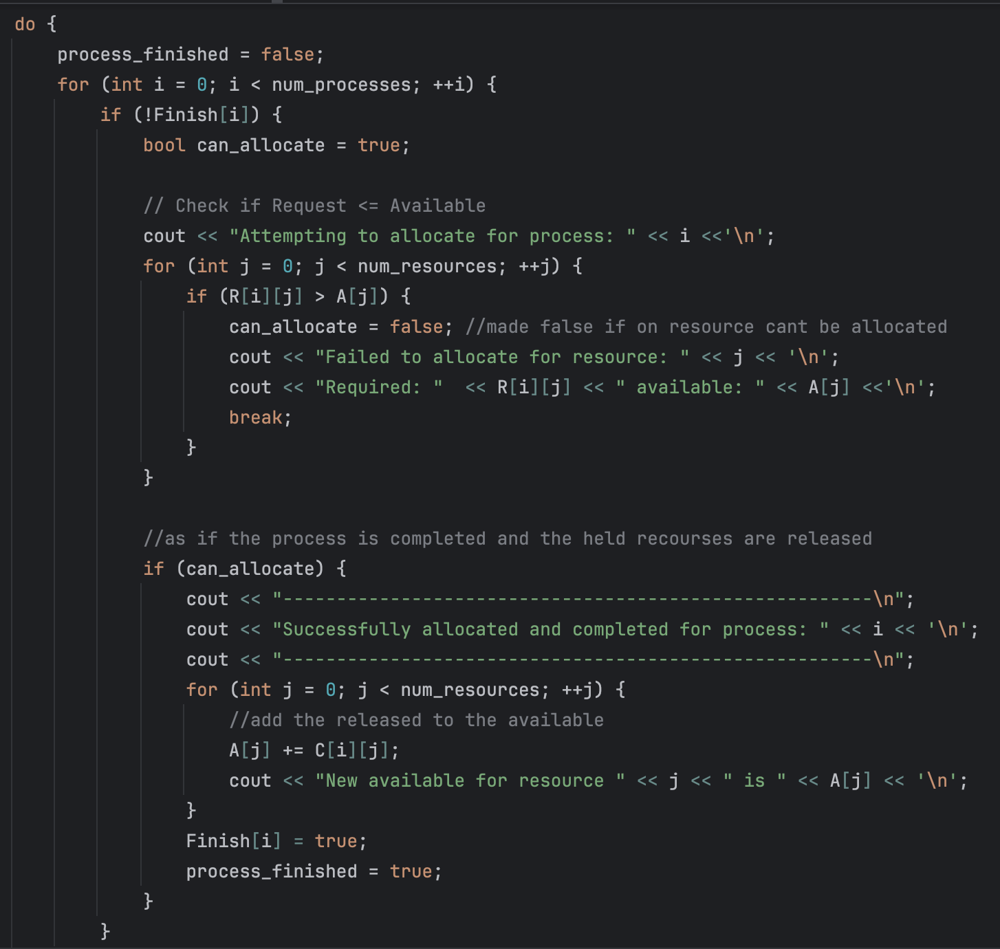 do {
    process_finished = false;
    for (int i = 0; i < num_processes; ++i) {
        if (!Finish[i]) {
            bool can_allocate = true;

            // Check if Request <= Available
            cout << "Attempting to allocate for process: " << i <<'\n';
            for (int j = 0; j < num_resources; ++j) {
                if (R[i][j] > A[j]) {
                    can_allocate = false; //made false if on resource cant be allocated
                    cout << "Failed to allocate for resource: " << j << '\n';
                    cout << "Required: "  << R[i][j] << " available: " << A[j] <<'\n';
                    break;
                }
            }

            //as if the process is completed and the held recourses are released
            if (can_allocate) {
                cout << "-------------------------------------------------------\n";
                cout << "Successfully allocated and completed for process: " << i << '\n';
                cout << "-------------------------------------------------------\n";
                for (int j = 0; j < num_resources; ++j) {
                    //add the released to the available
                    A[j] += C[i][j];
                    cout << "New available for resource " << j << " is " << A[j] << '\n';
                }
                Finish[i] = true;
                process_finished = true;
            }
        }